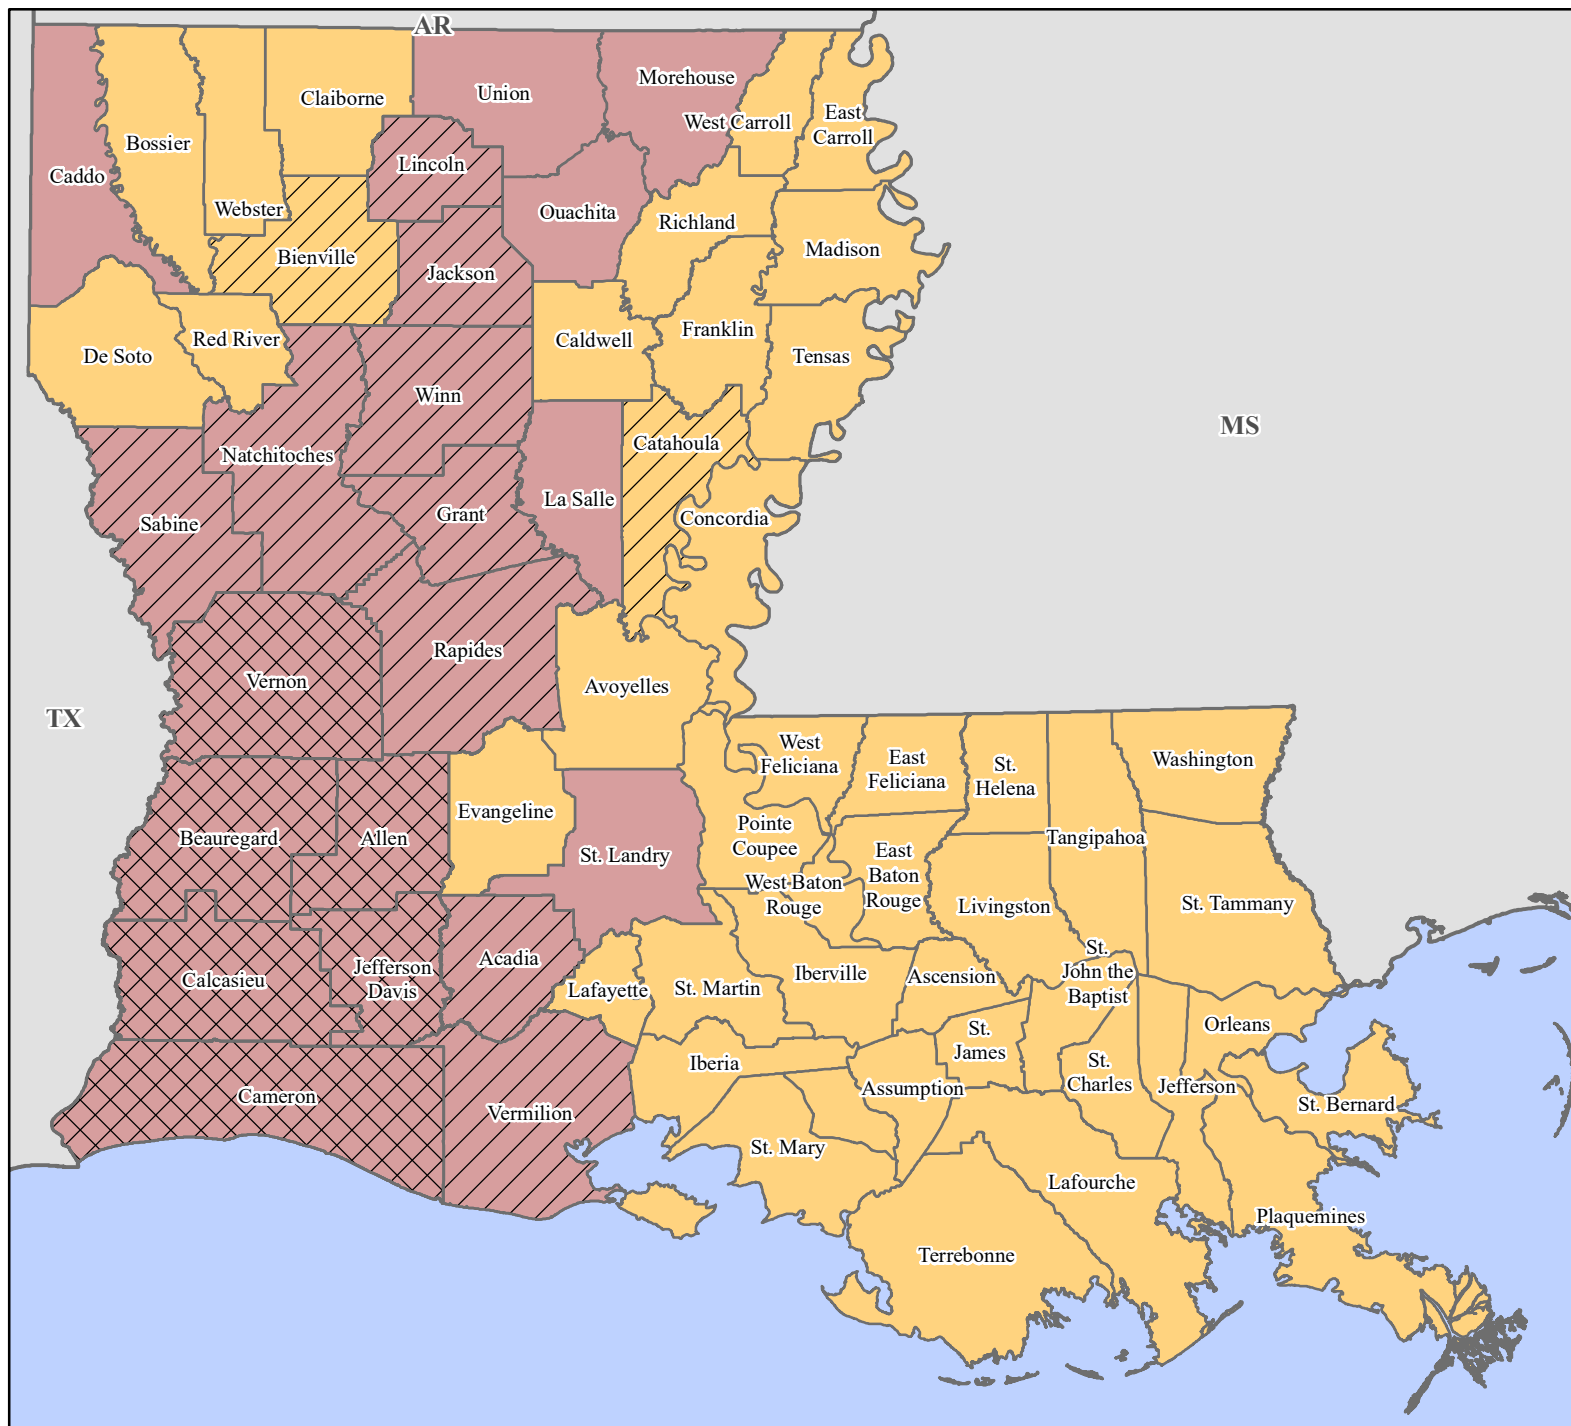 AR
Claiborne
Union
Morehouse
West Carroll
East
Carroll
Bossier
Caddo
Lincoln
Webster
Ouachita
Richland
Madison
Bienville
Jackson
De Soto
Red River
Caldwell
Franklin
Tensas
Winn
MS
Natchitoches
Catahoula
Sabine
Grant
La Salle
Concordia
Rapides
Vernon
Avoyelles
TX
West
Feliciana
East
Feliciana
St.
Helena
Washington
Evangeline
Beauregard
Allen
St. Landry
Pointe
Coupee
Tangipahoa
East
Baton
Rouge
West Baton
Rouge
Livingston
St. Tammany
Acadia
Jefferson
Davis
Calcasieu
Lafayette
St. Martin
Iberville
Ascension
St.
John the
Baptist
Orleans
St.
James
Iberia
Assumption
St.
Charles
Jefferson
St. Bernard
Cameron
Vermilion
St. Mary
Lafourche
Plaquemines
Terrebonne